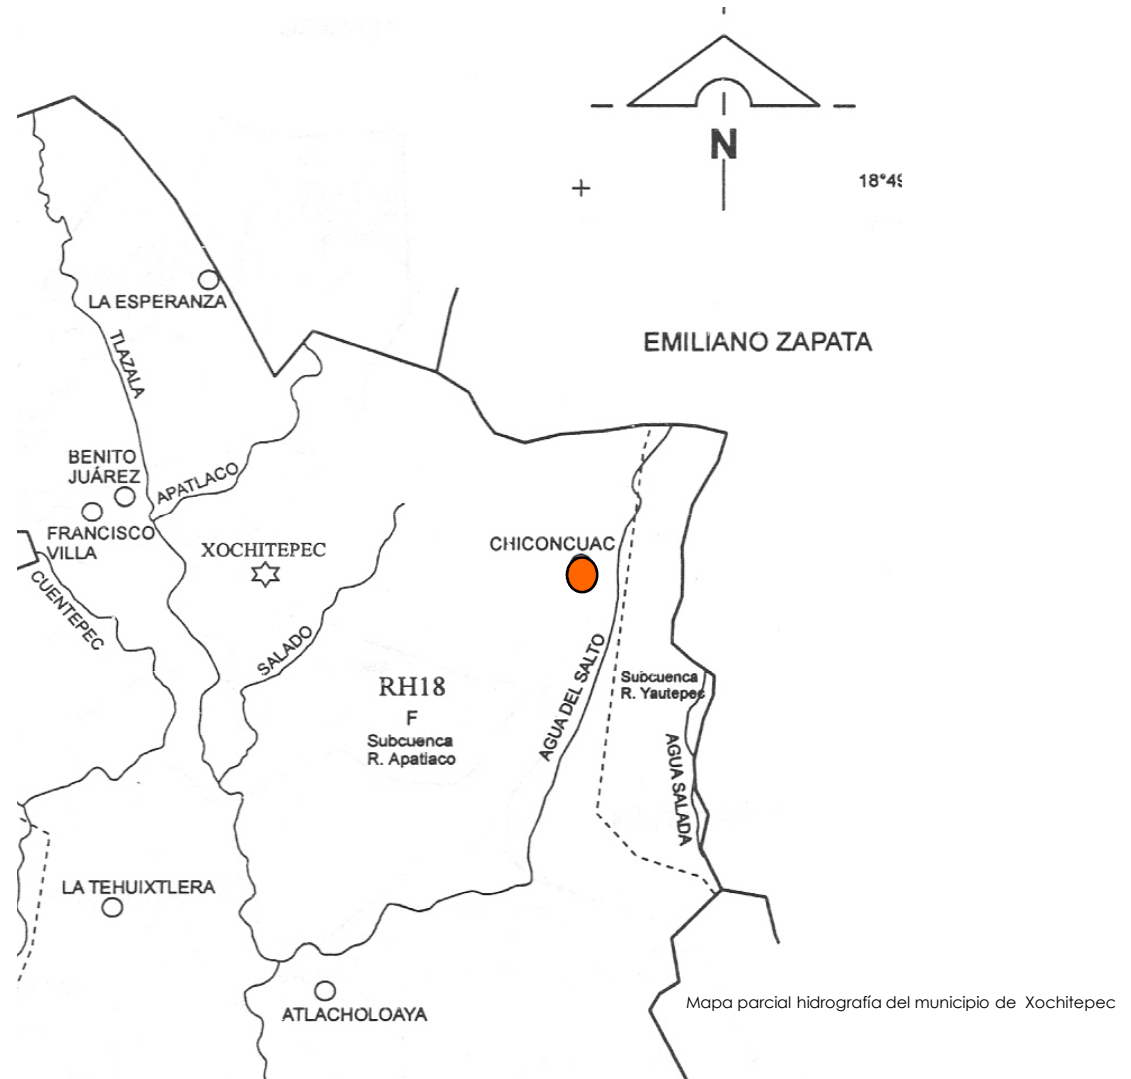 N
+
18°49
LA ESPERANZA
EMILIANO ZAPATA
TLAZALA
BENITO
JUÁREZ
APATLACO
FRANCISCO
VILLA
XOCHITEPEC
CHICONCUAC
CUENTEPEC
SALADO
AGUA DEL SALTO
RH18
F
Subcuenca
R. Apatlaco
Subcuenca
R. Yautepec
AGUA SALADA
LA TEHUIXTLERA
ATLACHOLOAYA
Mapa parcial hidrografía del municipio de Xochitepec